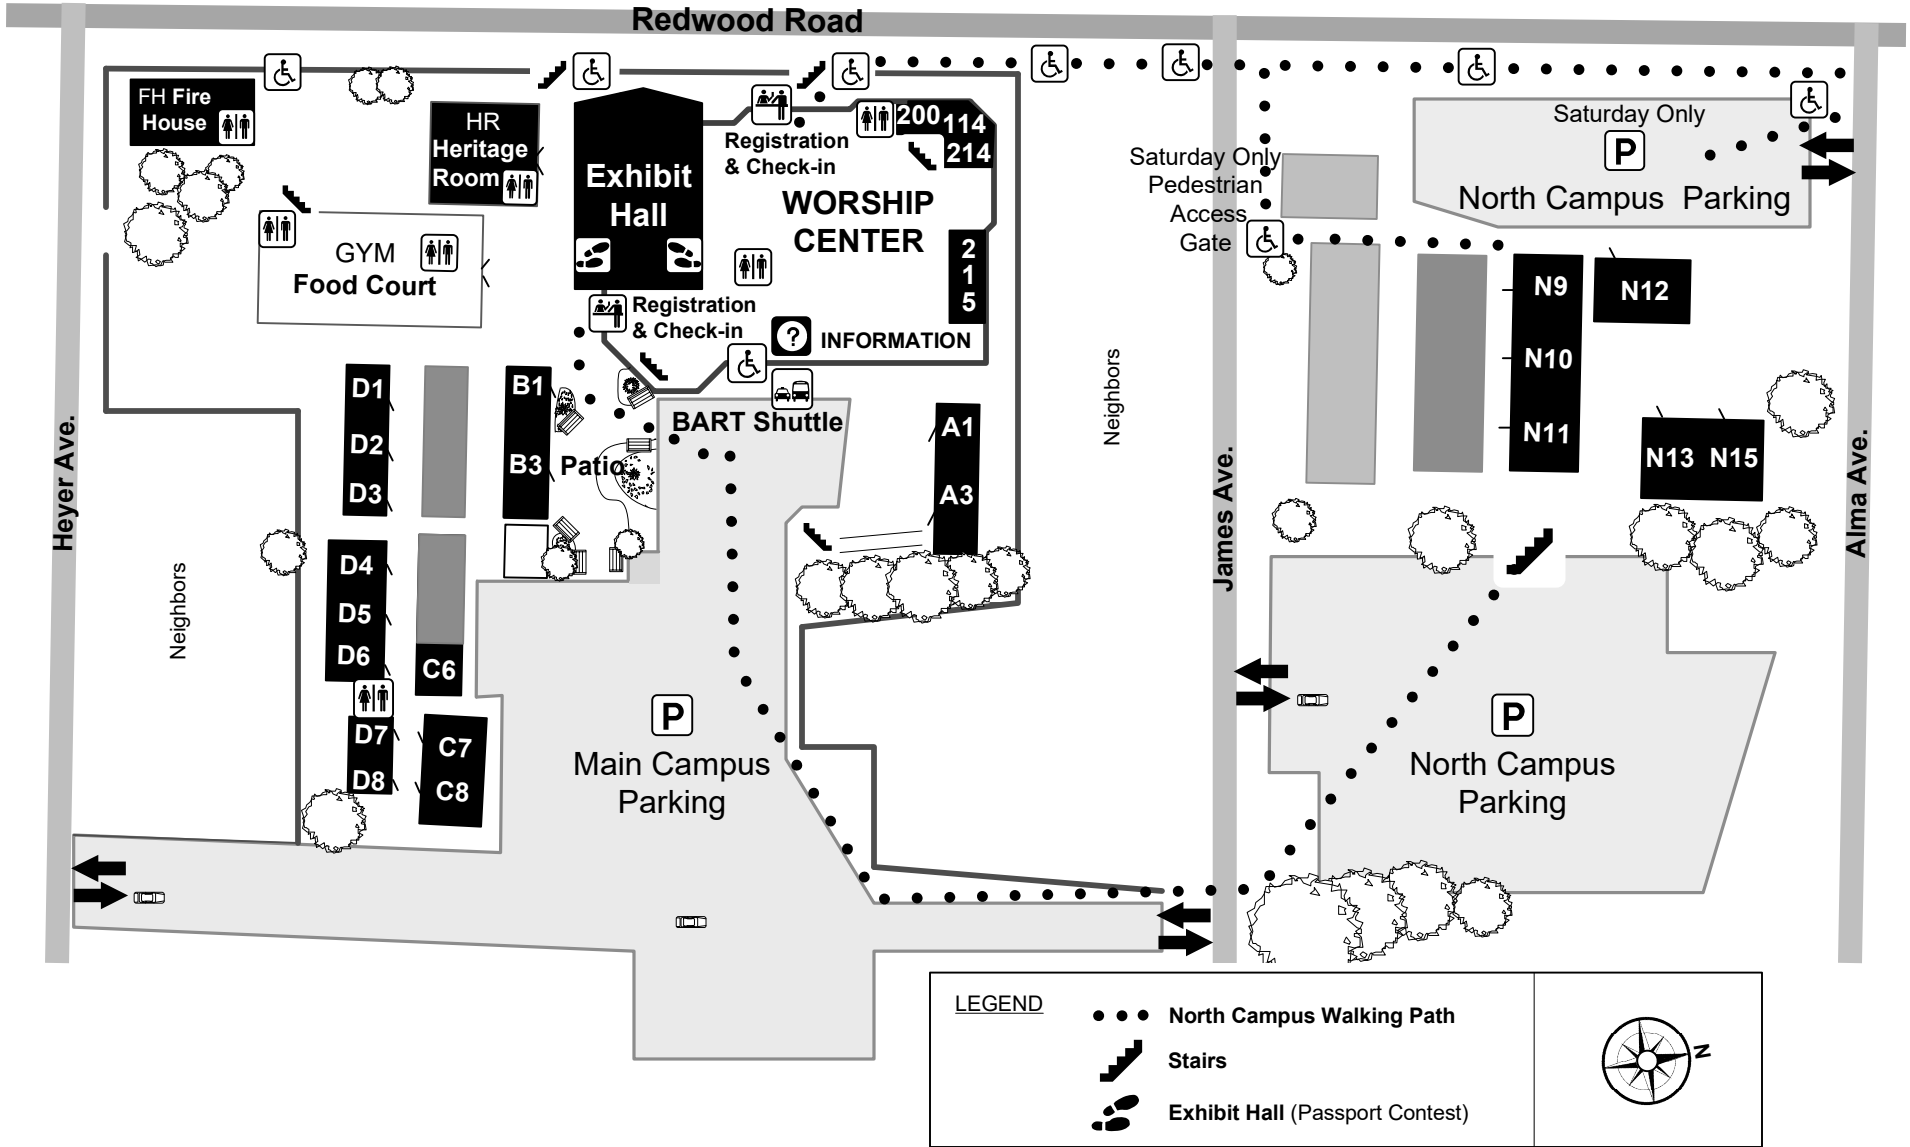 Redwood Road
FH Fire
House
HR
Heritage
Room
Exhibit
Hall
Registration
& Check-in
200
114
214
WORSHIP
CENTER
2
1
5
GYM
Food Court
Registration
& Check-in
?
INFORMATION
BART Shuttle
Saturday Only
Pedestrian
Access
Gate
Saturday Only
P
North Campus Parking
N9
N10
N11
N12
N13 N15
D1
D2
D3
B1
B3
Patio
A1
A3
Neighbors
Heyer Ave.
James Ave.
Alma Ave.
Neighbors
D4
D5
D6
C6
D7
D8
C7
C8
P
Main Campus
Parking
P
North Campus
Parking
LEGEND
North Campus Walking Path
Stairs
Exhibit Hall (Passport Contest)
N